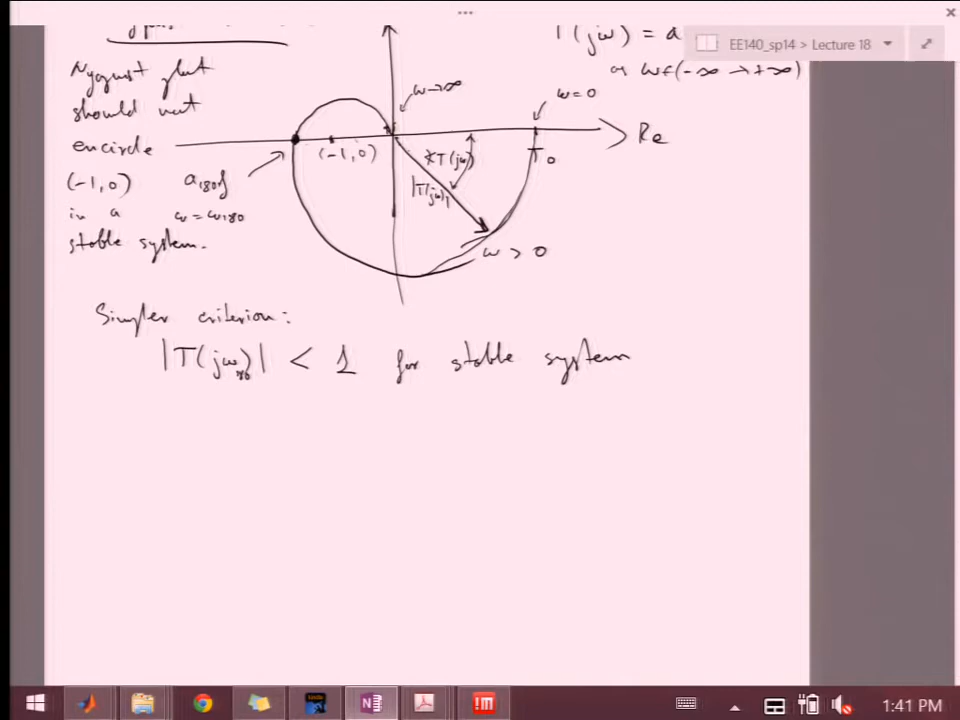 T(jω) = a
EE140_sp14 > Lecture 18
as ω∈(-∞ → +∞)
Nyquist plot
should not
encircle
(-1,0)
in a
stable system.
ω→∞
ω=0
Re
(-1,0)
∡T(jω)
T₀
|T(jω)|
a₁₈₀f
ω=ω₁₈₀
ω > 0
Simpler criterion:
|T(jω₁₈₀)| < 1 for stable system
1:41 PM